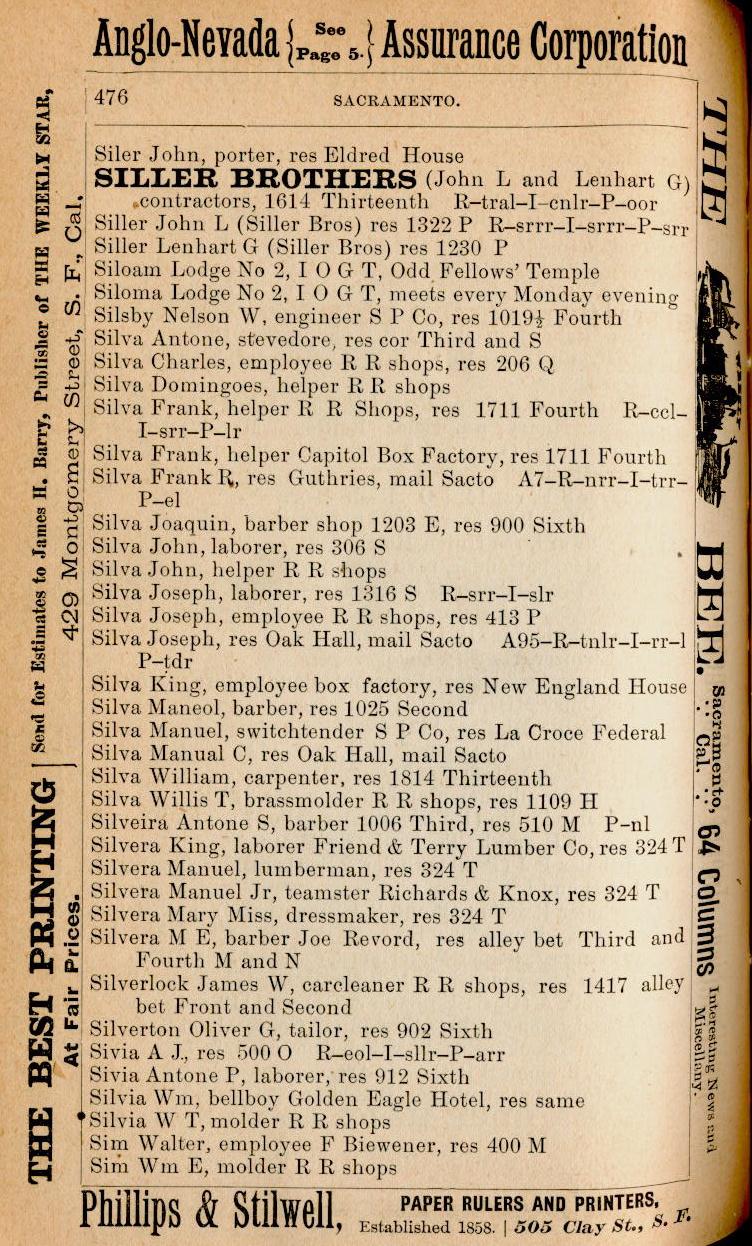 Anglo-Nevada { See Page 5. } Assurance Corporation
476 SACRAMENTO.
Siler John, porter, res Eldred House
SILLER BROTHERS (John L and Lenhart G)
contractors, 1614 Thirteenth R-tral-I-cnlr-P-oor
Siller John L (Siller Bros) res 1322 P R-srrr-I-srrr-P-srr
Siller Lenhart G (Siller Bros) res 1230 P
Siloam Lodge No 2, I O G T, Odd Fellows' Temple
Siloma Lodge No 2, I O G T, meets every Monday evening
Silsby Nelson W, engineer S P Co, res 1019½ Fourth
Silva Antone, stevedore, res cor Third and S
Silva Charles, employee R R shops, res 206 Q
Silva Domingoes, helper R R shops
Silva Frank, helper R R Shops, res 1711 Fourth R-ccl-
I-srr-P-lr
Silva Frank, helper Capitol Box Factory, res 1711 Fourth
Silva Frank R, res Guthries, mail Sacto A7-R-nrr-I-trr-
P-el
Silva Joaquin, barber shop 1203 E, res 900 Sixth
Silva John, laborer, res 306 S
Silva John, helper R R shops
Silva Joseph, laborer, res 1316 S R-srr-I-slr
Silva Joseph, employee R R shops, res 413 P
Silva Joseph, res Oak Hall, mail Sacto A95-R-tnlr-I-rr-l
P-tdr
Silva King, employee box factory, res New England House
Silva Maneol, barber, res 1025 Second
Silva Manuel, switchtender S P Co, res La Croce Federal
Silva Manual C, res Oak Hall, mail Sacto
Silva William, carpenter, res 1814 Thirteenth
Silva Willis T, brassmolder R R shops, res 1109 H
Silveira Antone S, barber 1006 Third, res 510 M P-nl
Silvera King, laborer Friend & Terry Lumber Co, res 324 T
Silvera Manuel, lumberman, res 324 T
Silvera Manuel Jr, teamster Richards & Knox, res 324 T
Silvera Mary Miss, dressmaker, res 324 T
Silvera M E, barber Joe Revord, res alley bet Third and
Fourth M and N
Silverlock James W, carcleaner R R shops, res 1417 alley
bet Front and Second
Silverton Oliver G, tailor, res 902 Sixth
Sivia A J, res 500 O R-eol-I-sllr-P-arr
Sivia Antone P, laborer, res 912 Sixth
Silvia Wm, bellboy Golden Eagle Hotel, res same
Silvia W T, molder R R shops
Sim Walter, employee F Biewener, res 400 M
Sim Wm E, molder R R shops
Phillips & Stilwell, PAPER RULERS AND PRINTERS,
Established 1858. | 505 Clay St., S. F.
THE BEST PRINTING
At Fair Prices.
Send for Estimates to James H. Barry, Publisher of THE WEEKLY STAR,
429 Montgomery Street, S. F., Cal.
THE BEE.
Sacramento,
Cal.
64 Columns
Interesting News and
Miscellany.